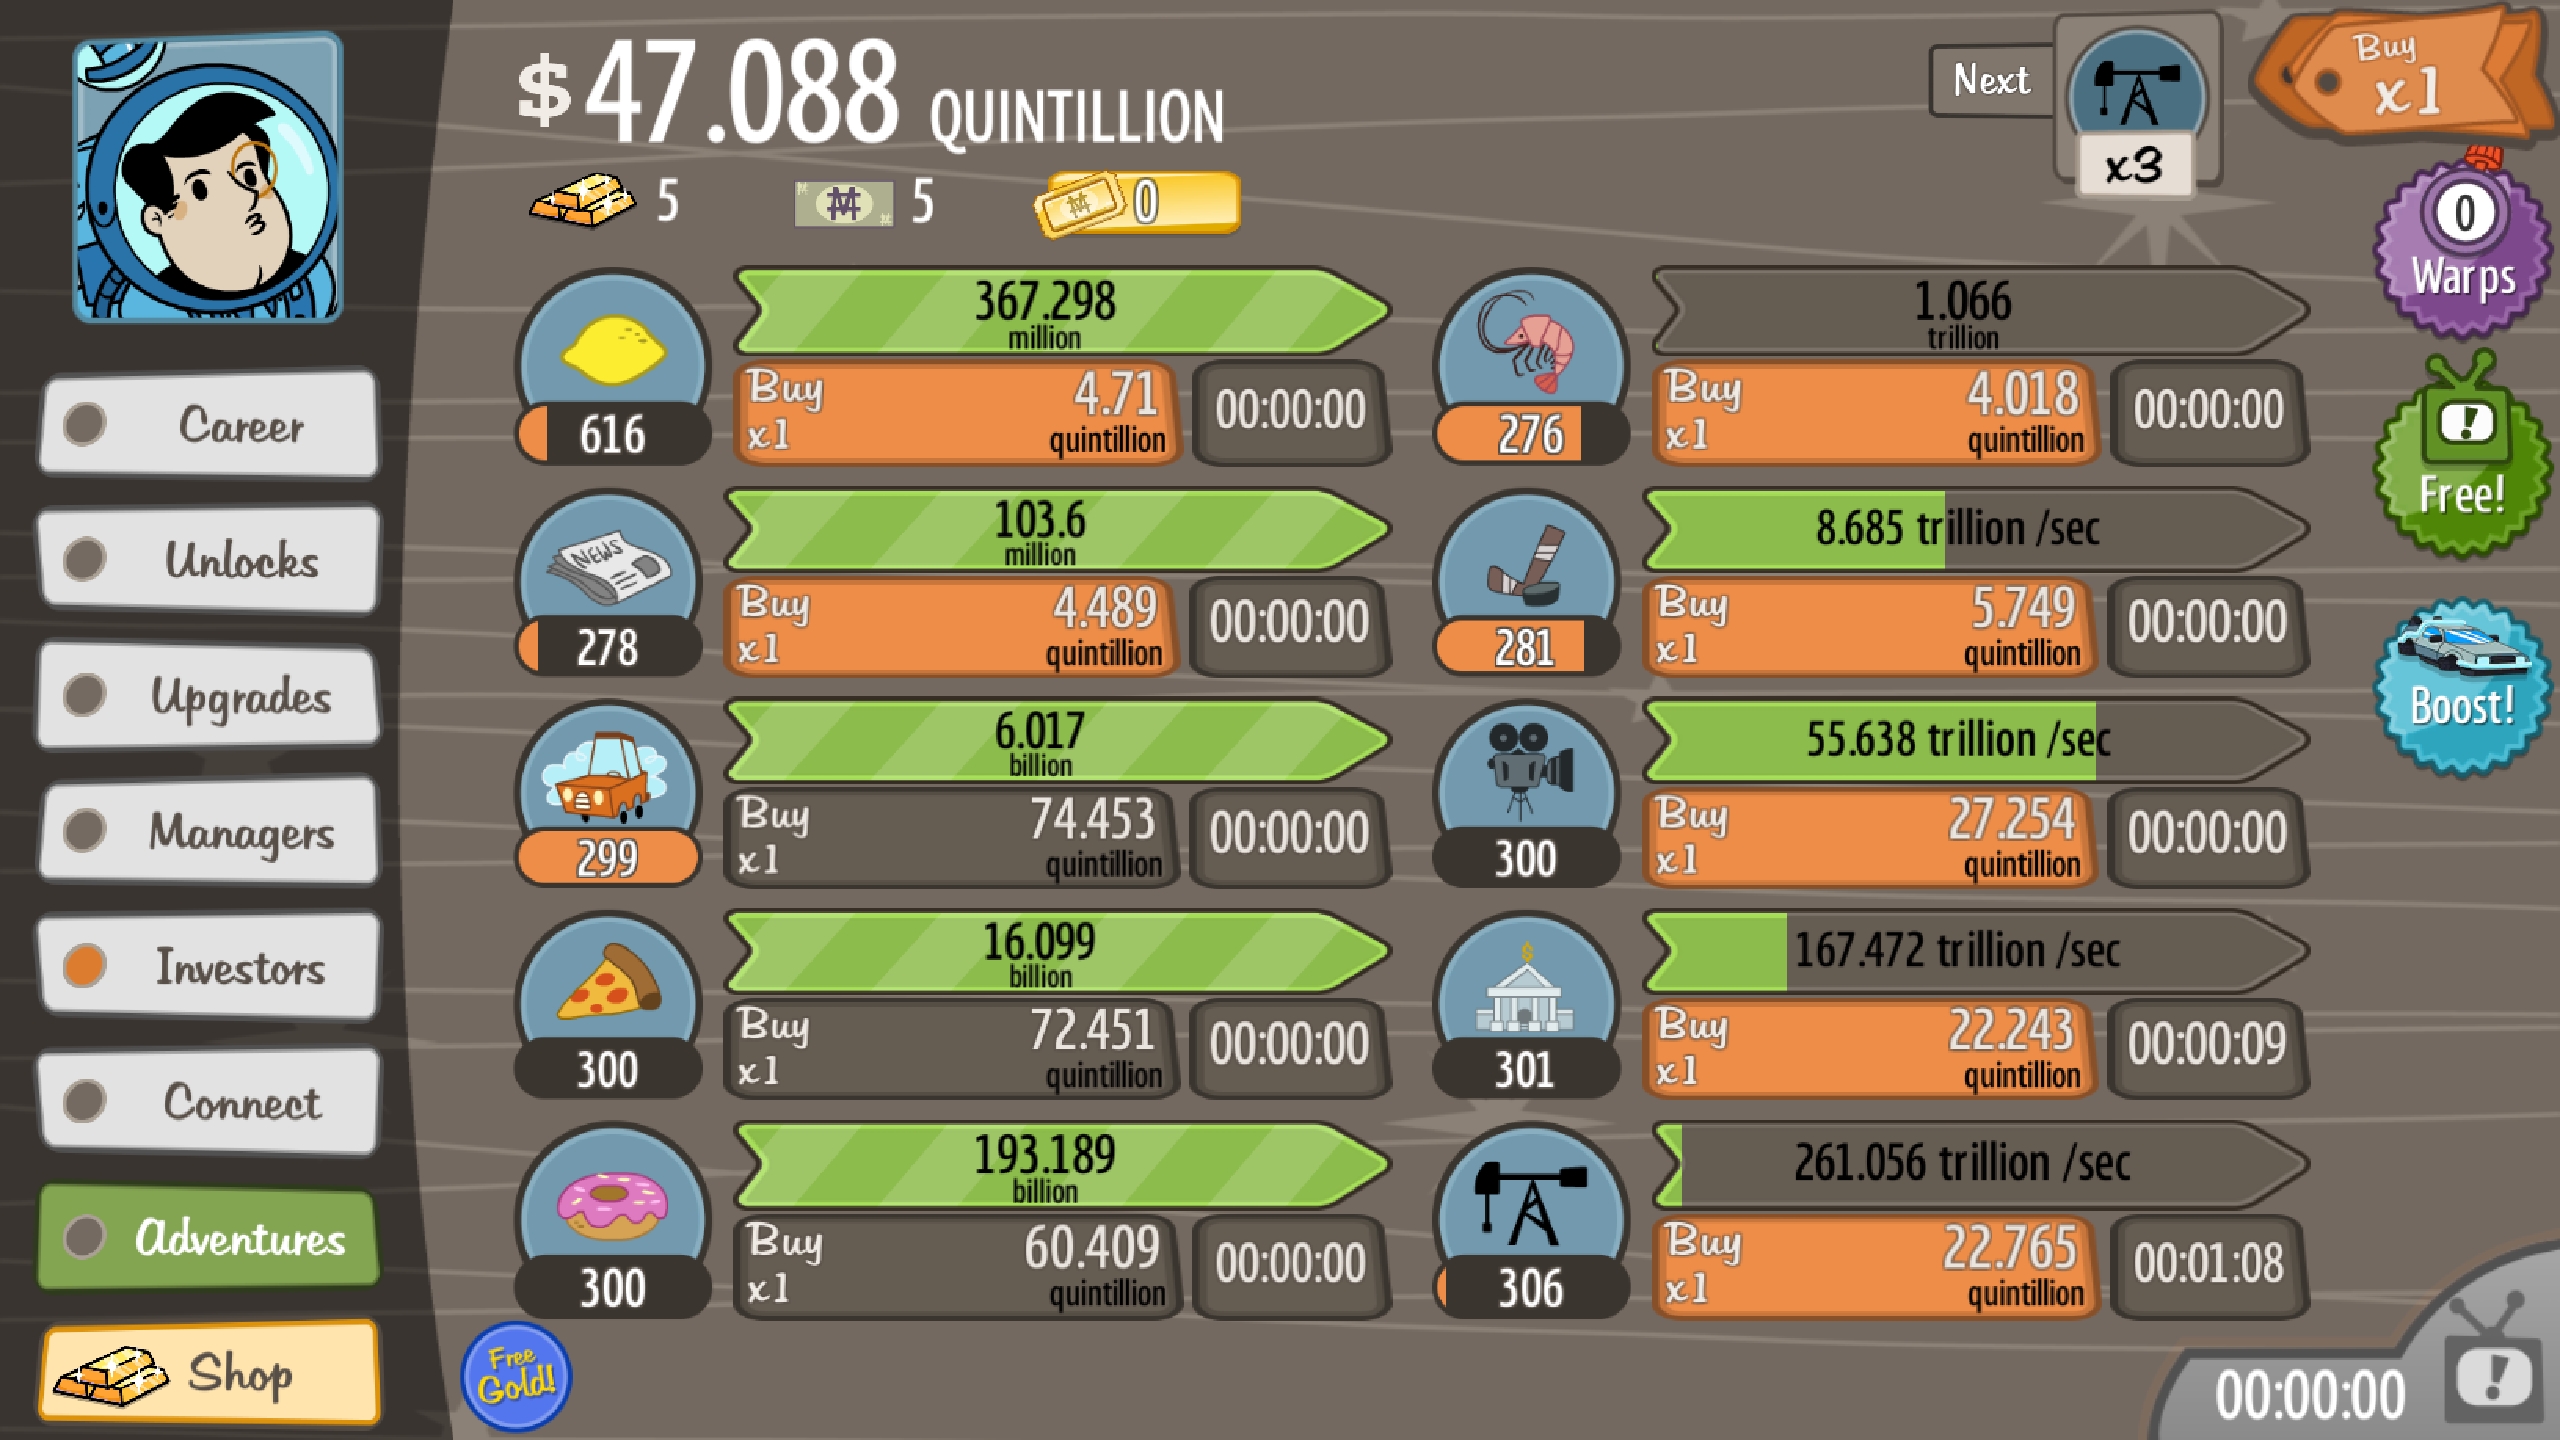 $47.088 QUINTILLION
5
5
0
Next
x3
Buy
x1
0
Warps
Free!
Boost!
Career
Unlocks
Upgrades
Managers
Investors
Connect
Adventures
Shop
Free
Gold!
616
367.298
million
Buy
x1
4.71
quintillion
00:00:00
NEWS
278
103.6
million
Buy
x1
4.489
quintillion
00:00:00
299
6.017
billion
Buy
x1
74.453
quintillion
00:00:00
300
16.099
billion
Buy
x1
72.451
quintillion
00:00:00
300
193.189
billion
Buy
x1
60.409
quintillion
00:00:00
276
1.066
trillion
Buy
x1
4.018
quintillion
00:00:00
281
8.685 trillion /sec
Buy
x1
5.749
quintillion
00:00:00
300
55.638 trillion /sec
Buy
x1
27.254
quintillion
00:00:00
301
167.472 trillion /sec
Buy
x1
22.243
quintillion
00:00:09
306
261.056 trillion /sec
Buy
x1
22.765
quintillion
00:01:08
00:00:00